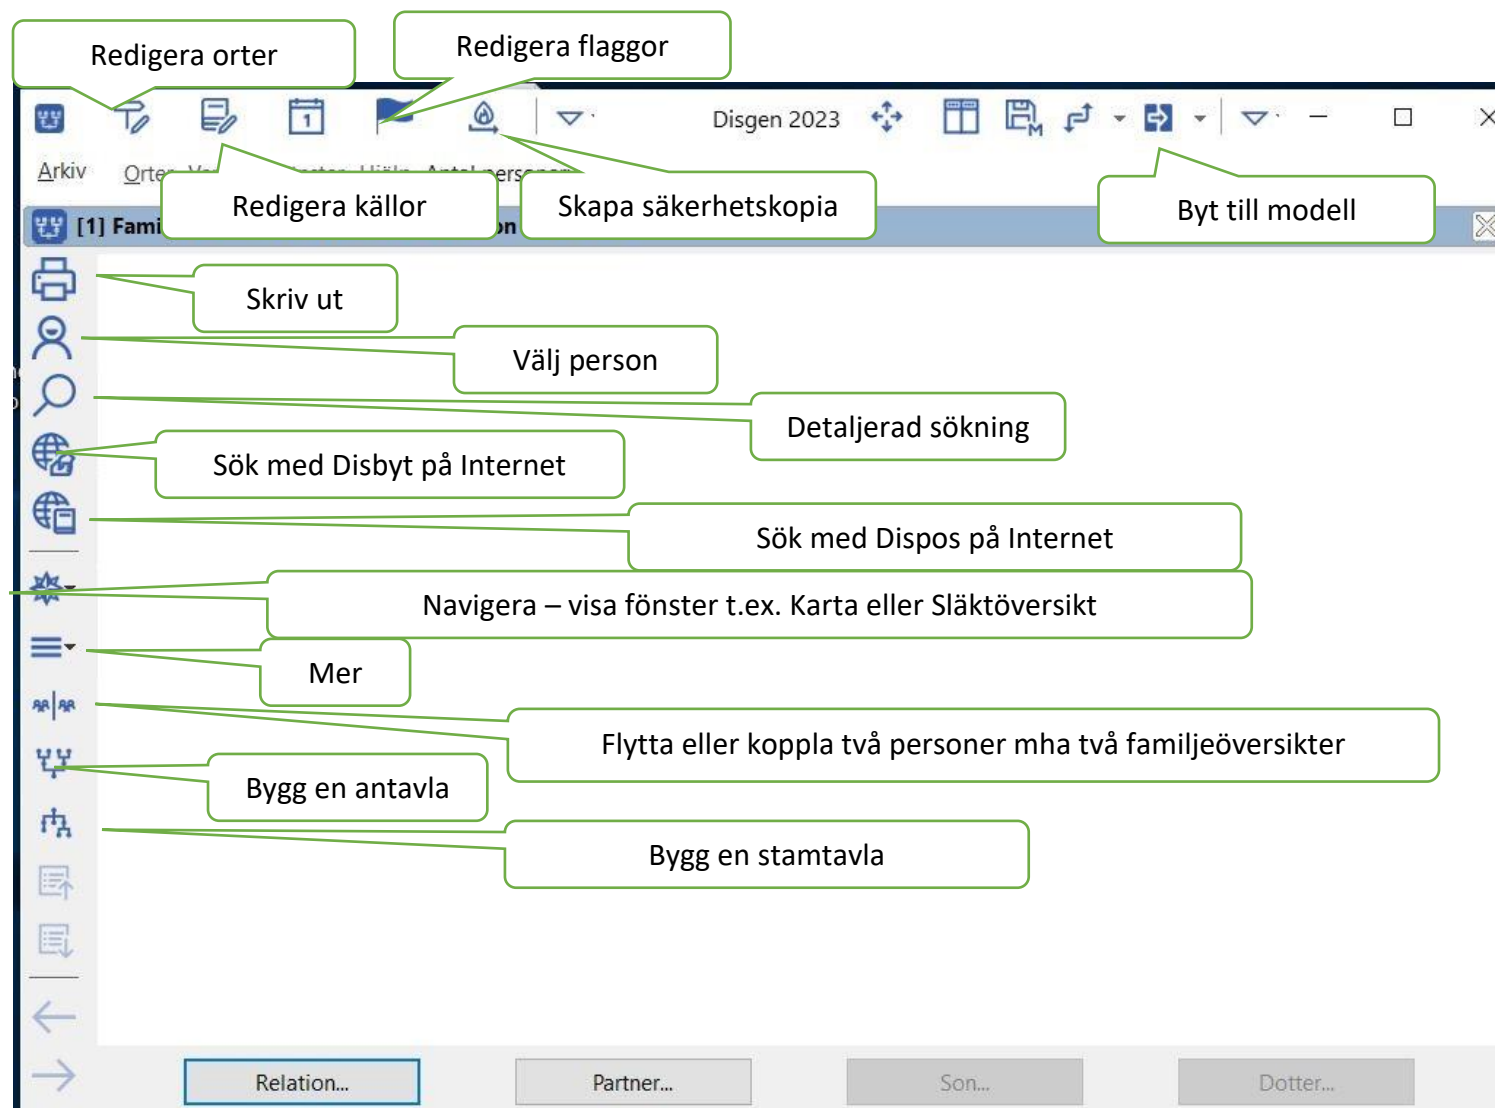 Redigera orter
Redigera flaggor
1
Disgen 2023
M
Arkiv
Redigera källor
Skapa säkerhetskopia
Byt till modell
[1] Fami
on
Skriv ut
Välj person
Detaljerad sökning
Sök med Disbyt på Internet
Sök med Dispos på Internet
Navigera – visa fönster t.ex. Karta eller Släktöversikt
Mer
Flytta eller koppla två personer mha två familjeöversikter
Bygg en antavla
Bygg en stamtavla
Relation...
Partner...
Son...
Dotter...